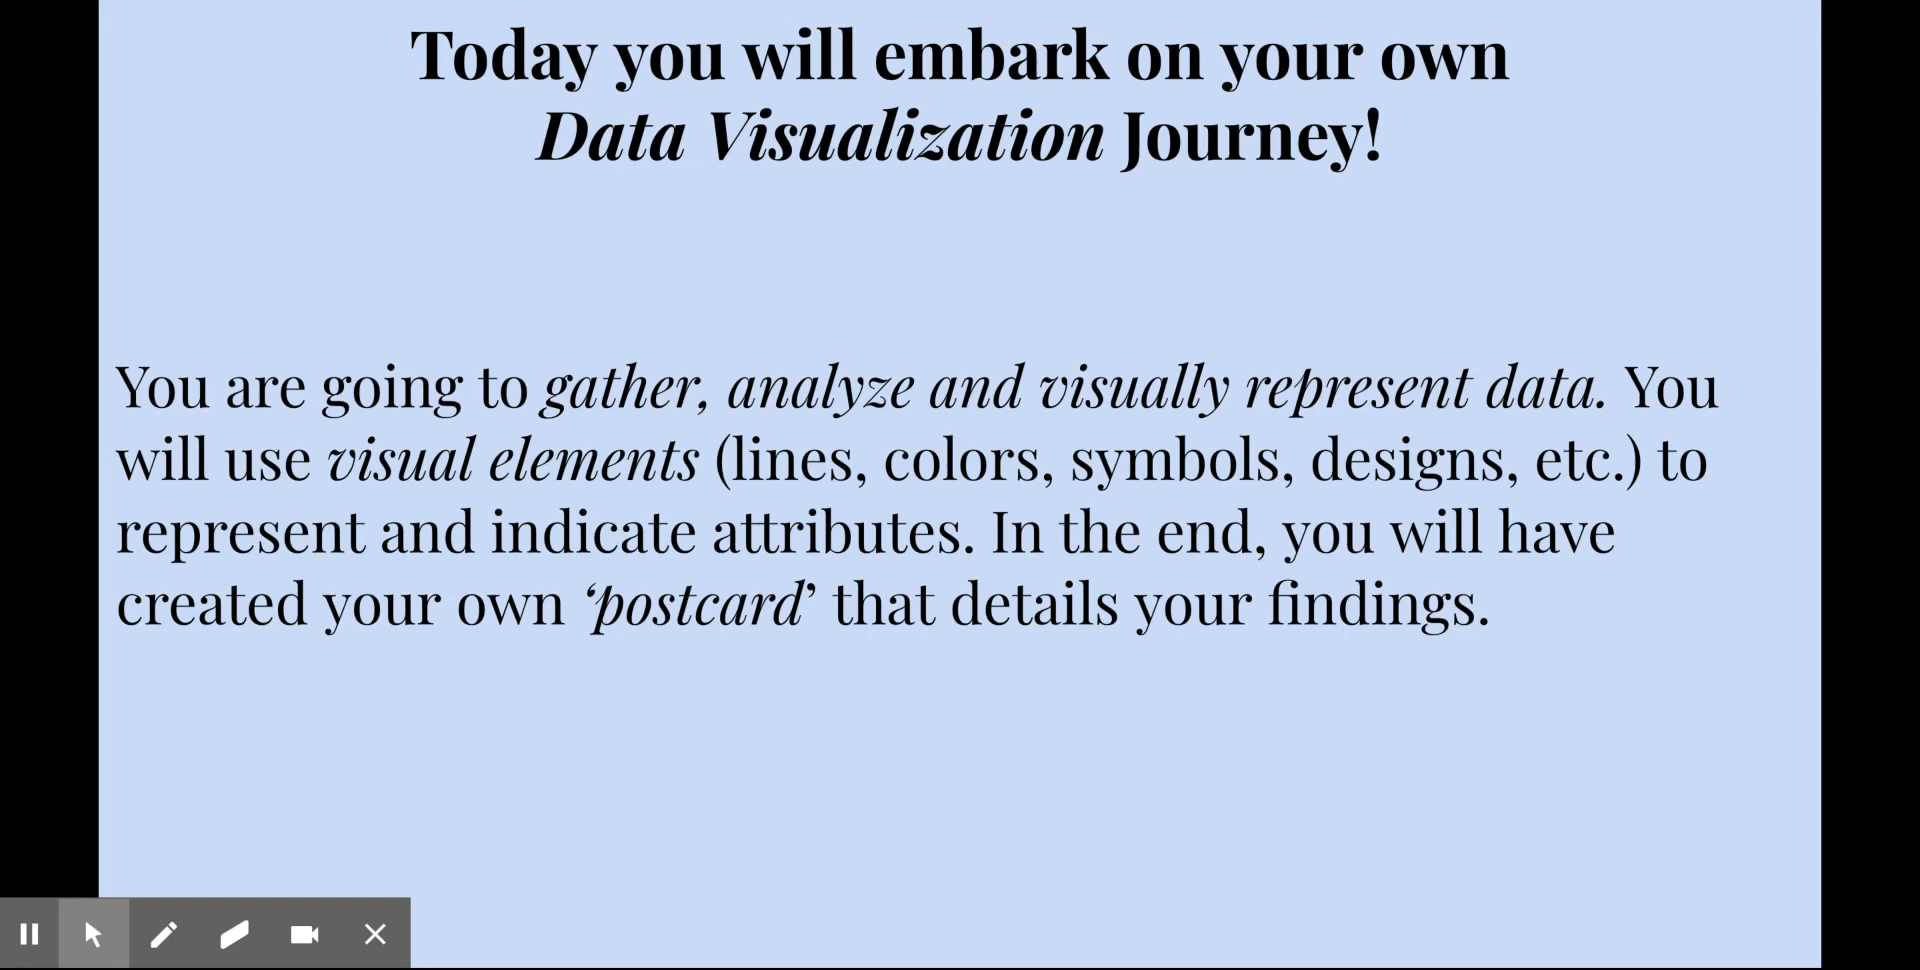 Today you will embark on your own
Data Visualization Journey!
You are going to gather, analyze and visually represent data. You
will use visual elements (lines, colors, symbols, designs, etc.) to
represent and indicate attributes. In the end, you will have
created your own ‘postcard’ that details your findings.